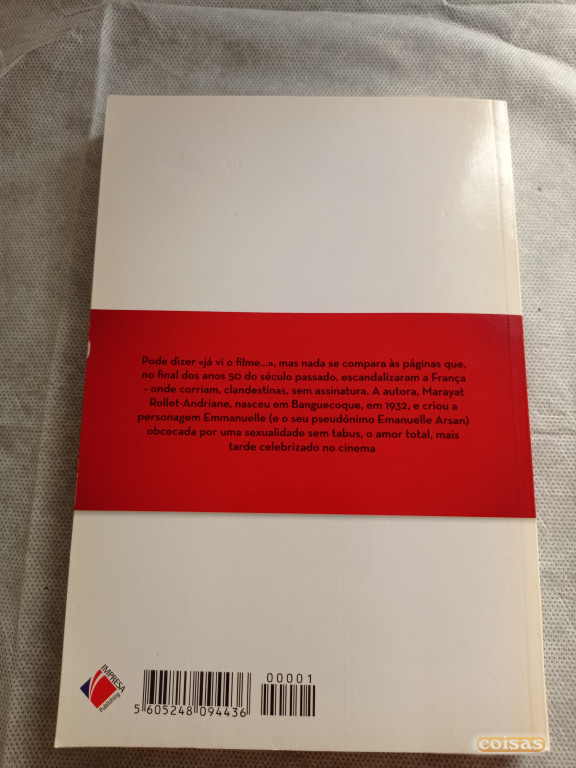 Pode dizer «já vi o filme...», mas nada se compara às páginas que,
no final dos anos 50 do século passado, escandalizaram a França
– onde corriam, clandestinas, sem assinatura. A autora, Marayat
Rollet-Andriane, nasceu em Banguecoque, em 1932, e criou a
personagem Emmanuelle (e o seu pseudónimo Emanuelle Arsan)
obcecada por uma sexualidade sem tabus, o amor total, mais
tarde celebrizado no cinema
IMPRESA
Publishing
00001
5 605248 094436
coisas